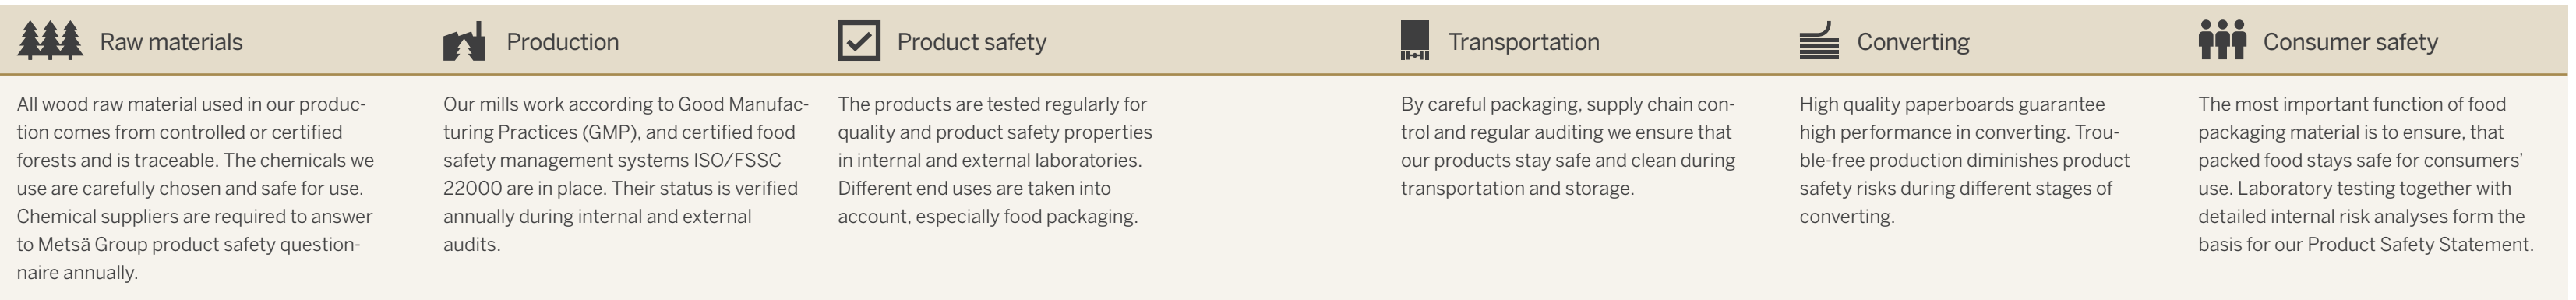 Raw materials
All wood raw material used in our produc-
tion comes from controlled or certified
forests and is traceable. The chemicals we
use are carefully chosen and safe for use.
Chemical suppliers are required to answer
to Metsä Group product safety question-
naire annually.
Production
Our mills work according to Good Manufac-
turing Practices (GMP), and certified food
safety management systems ISO/FSSC
22000 are in place. Their status is verified
annually during internal and external
audits.
Product safety
The products are tested regularly for
quality and product safety properties
in internal and external laboratories.
Different end uses are taken into
account, especially food packaging.
Transportation
By careful packaging, supply chain con-
trol and regular auditing we ensure that
our products stay safe and clean during
transportation and storage.
Converting
High quality paperboards guarantee
high performance in converting. Trou-
ble-free production diminishes product
safety risks during different stages of
converting.
Consumer safety
The most important function of food
packaging material is to ensure, that
packed food stays safe for consumers'
use. Laboratory testing together with
detailed internal risk analyses form the
basis for our Product Safety Statement.